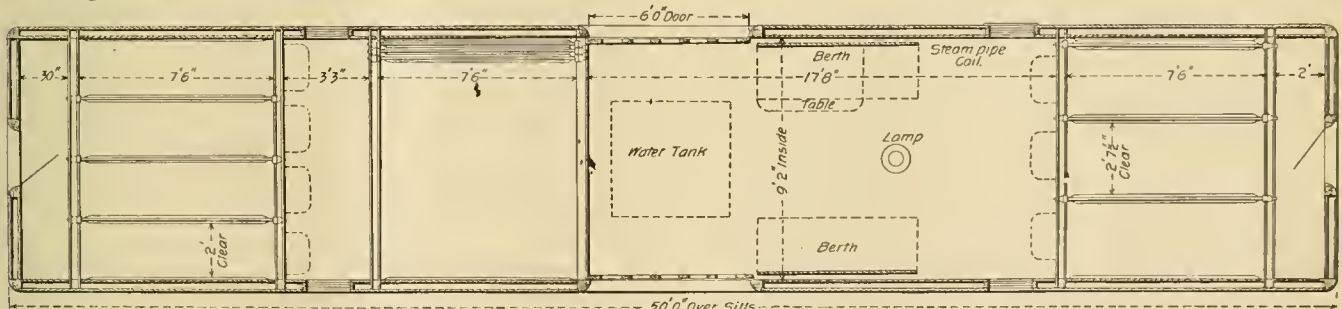 6'0" Door
30"
7'6"
3'3"
7'6"
Berth
17'8"
Table
Steam pipe
Coil.
7'6"
2'
Water Tank
9'2" Inside
Lamp
2'7½"
Clear
2'
Clear
Berth
50'0" Over Sills